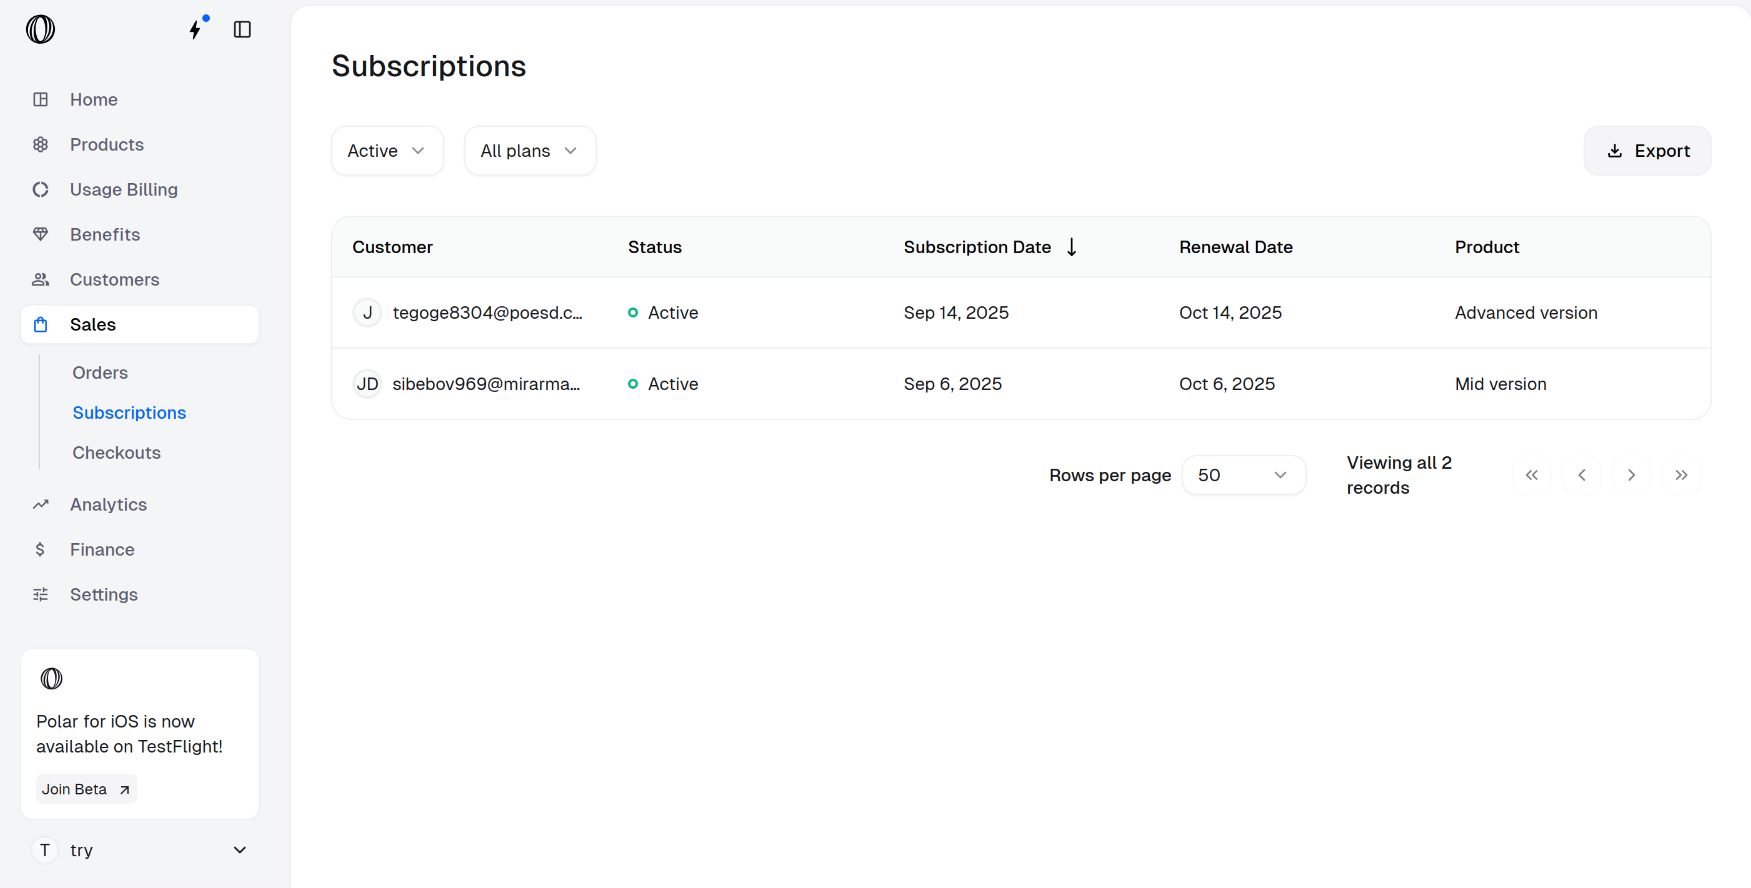 Home
Products
Usage Billing
Benefits
Customers
Sales
Orders
Subscriptions
Checkouts
Analytics
Finance
Settings
Polar for iOS is now
available on TestFlight!
Join Beta
T try
Subscriptions
Active All plans Export
Customer Status Subscription Date Renewal Date Product
J tegoge8304@poesd.c... Active Sep 14, 2025 Oct 14, 2025 Advanced version
JD sibebov969@mirarma... Active Sep 6, 2025 Oct 6, 2025 Mid version
Rows per page 50 Viewing all 2
records